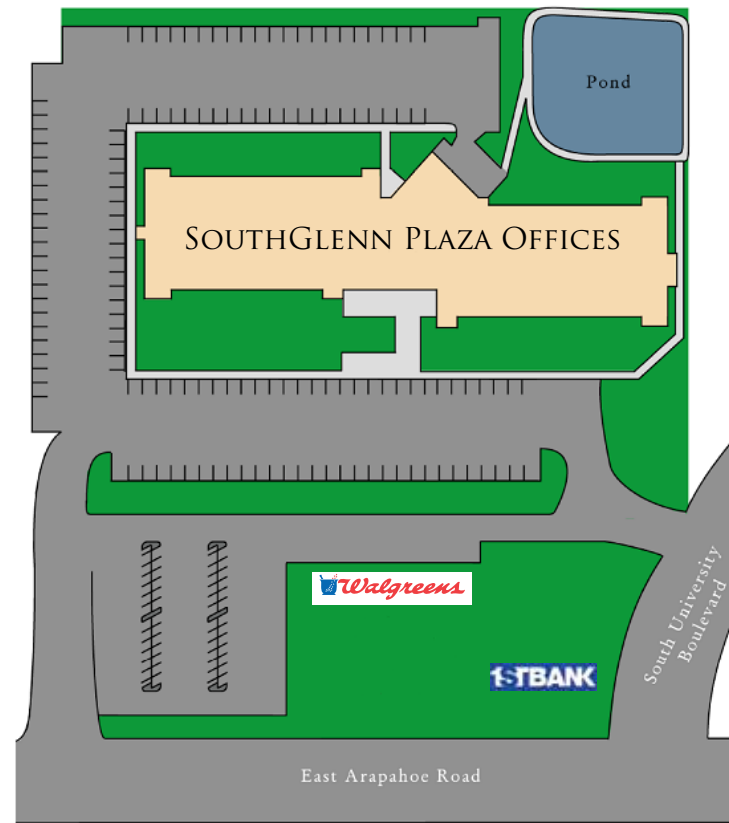 Pond
SouthGlenn Plaza Offices
Walgreens
1STBANK
South University
Boulevard
East Arapahoe Road